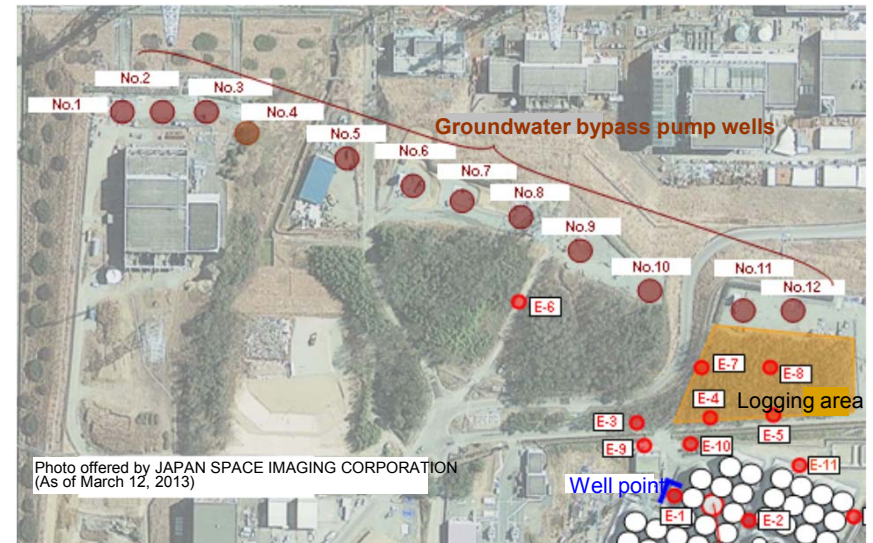 No.2
No.3
No.1
No.4
No.5
Groundwater bypass pump wells
No.6
No.7
No.8
No.9
No.10
No.11
No.12
E-6
E-7
E-8
Logging area
E-4
E-3
E-5
E-9
E-10
E-11
Photo offered by JAPAN SPACE IMAGING CORPORATION
(As of March 12, 2013)
Well point
E-1
E-2